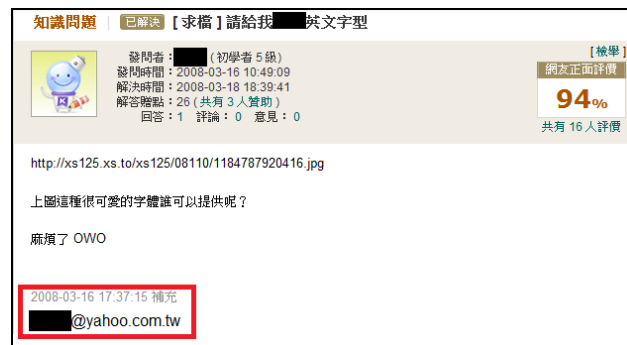 知識問題 | 已解決 [ 求檔 ] 請給我 英文字型
[ 檢舉 ]
發問者： ( 初學者 5 級)
發問時間：2008-03-16 10:49:09
解決時間：2008-03-18 18:39:41
解答贈點：26 ( 共有 3 人贊助 )
回答：1 評論：0 意見：0
網友正面評價
94%
共有 16 人評價
http://xs125.xs.to/xs125/08110/1184787920416.jpg
上圖這種很可愛的字體誰可以提供呢？
麻煩了 OWO
2008-03-16 17:37:15 補充
@yahoo.com.tw